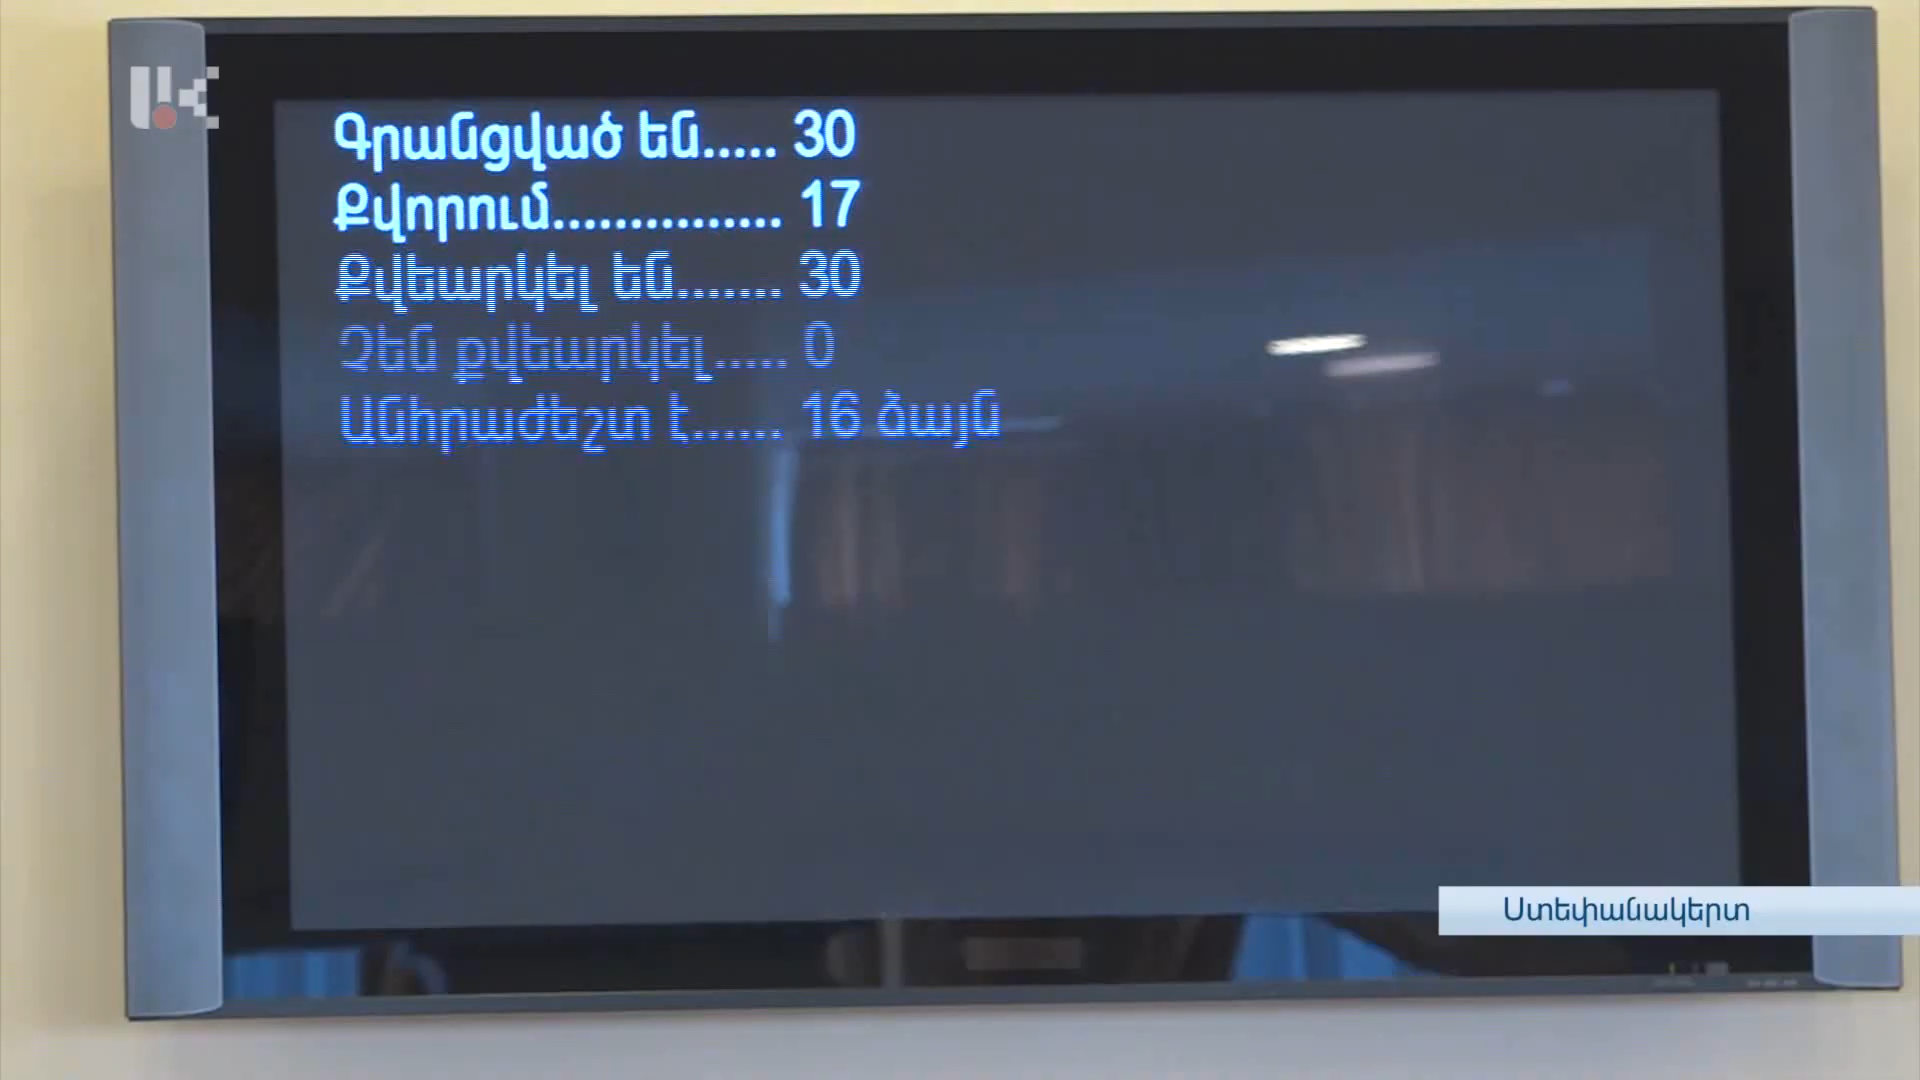 Գրանցված են..... 30
Քվորում............... 17
Քվեարկել են....... 30
Չեն քվեարկել..... 0
Անհրաժեշտ է...... 16 ձայն
Ստեփանակերտ